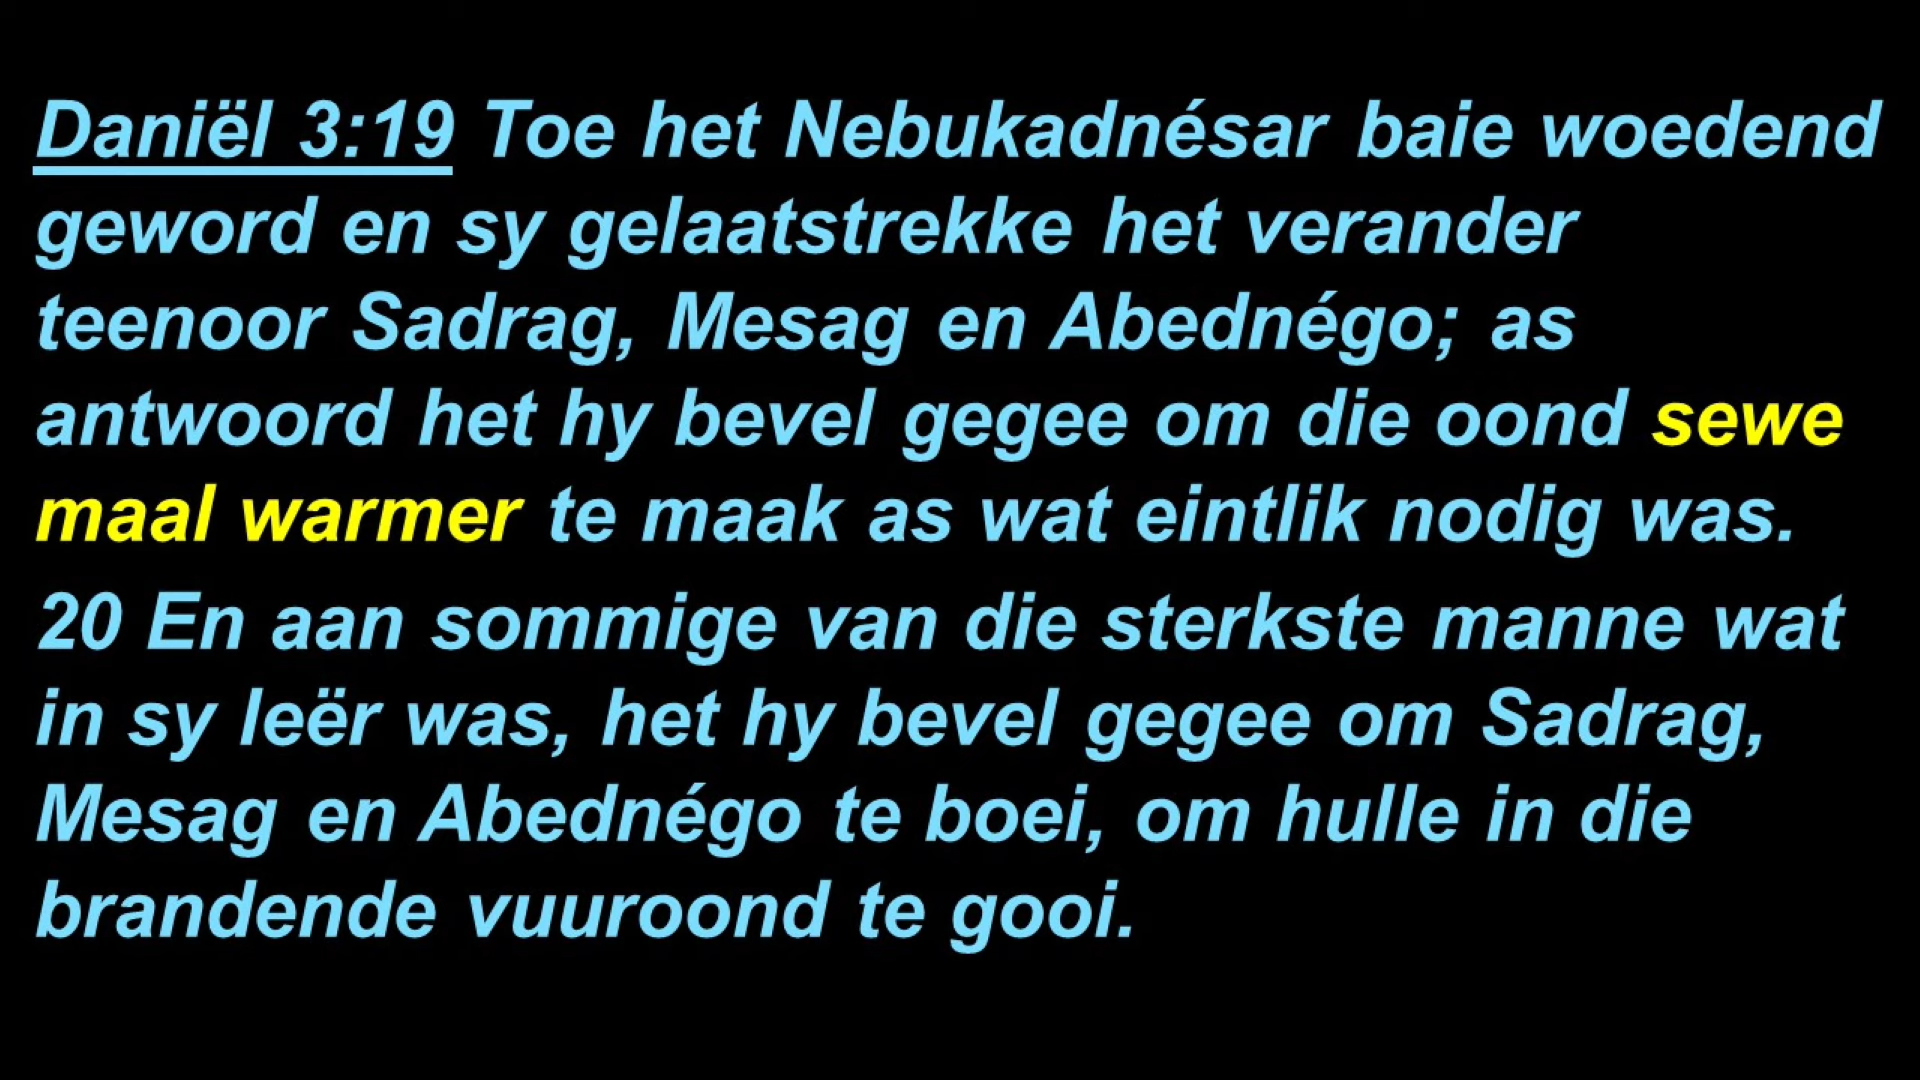 Daniël 3:19 Toe het Nebukadnésar baie woedend
geword en sy gelaatstrekke het verander
teenoor Sadrag, Mesag en Abednégo; as
antwoord het hy bevel gegee om die oond sewe
maal warmer te maak as wat eintlik nodig was.
20 En aan sommige van die sterkste manne wat
in sy leër was, het hy bevel gegee om Sadrag,
Mesag en Abednégo te boei, om hulle in die
brandende vuuroond te gooi.